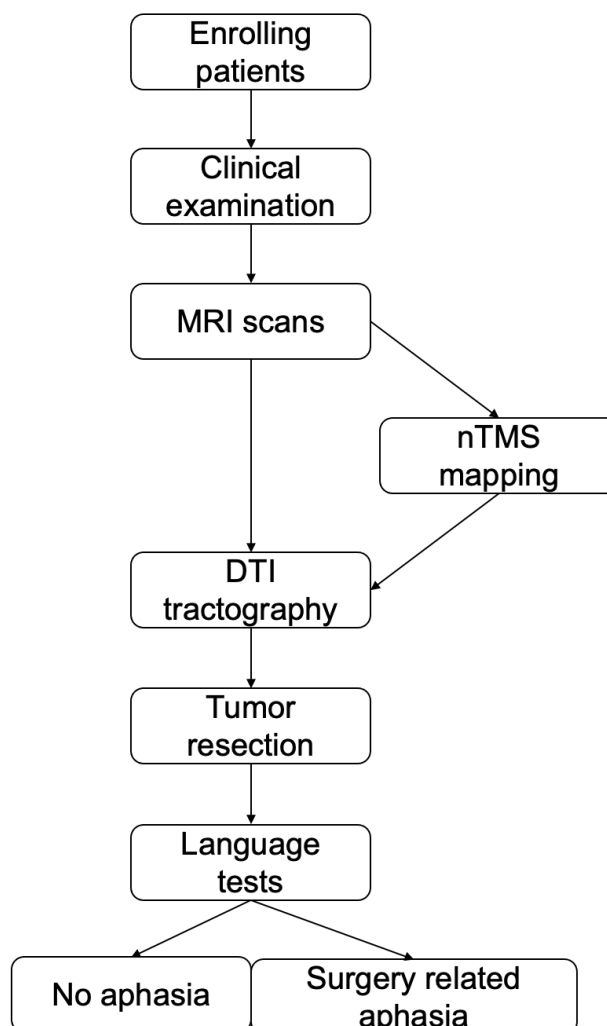 Enrolling
patients
Clinical
examination
MRI scans
nTMS
mapping
DTI
tractography
Tumor
resection
Language
tests
No aphasia
Surgery related
aphasia